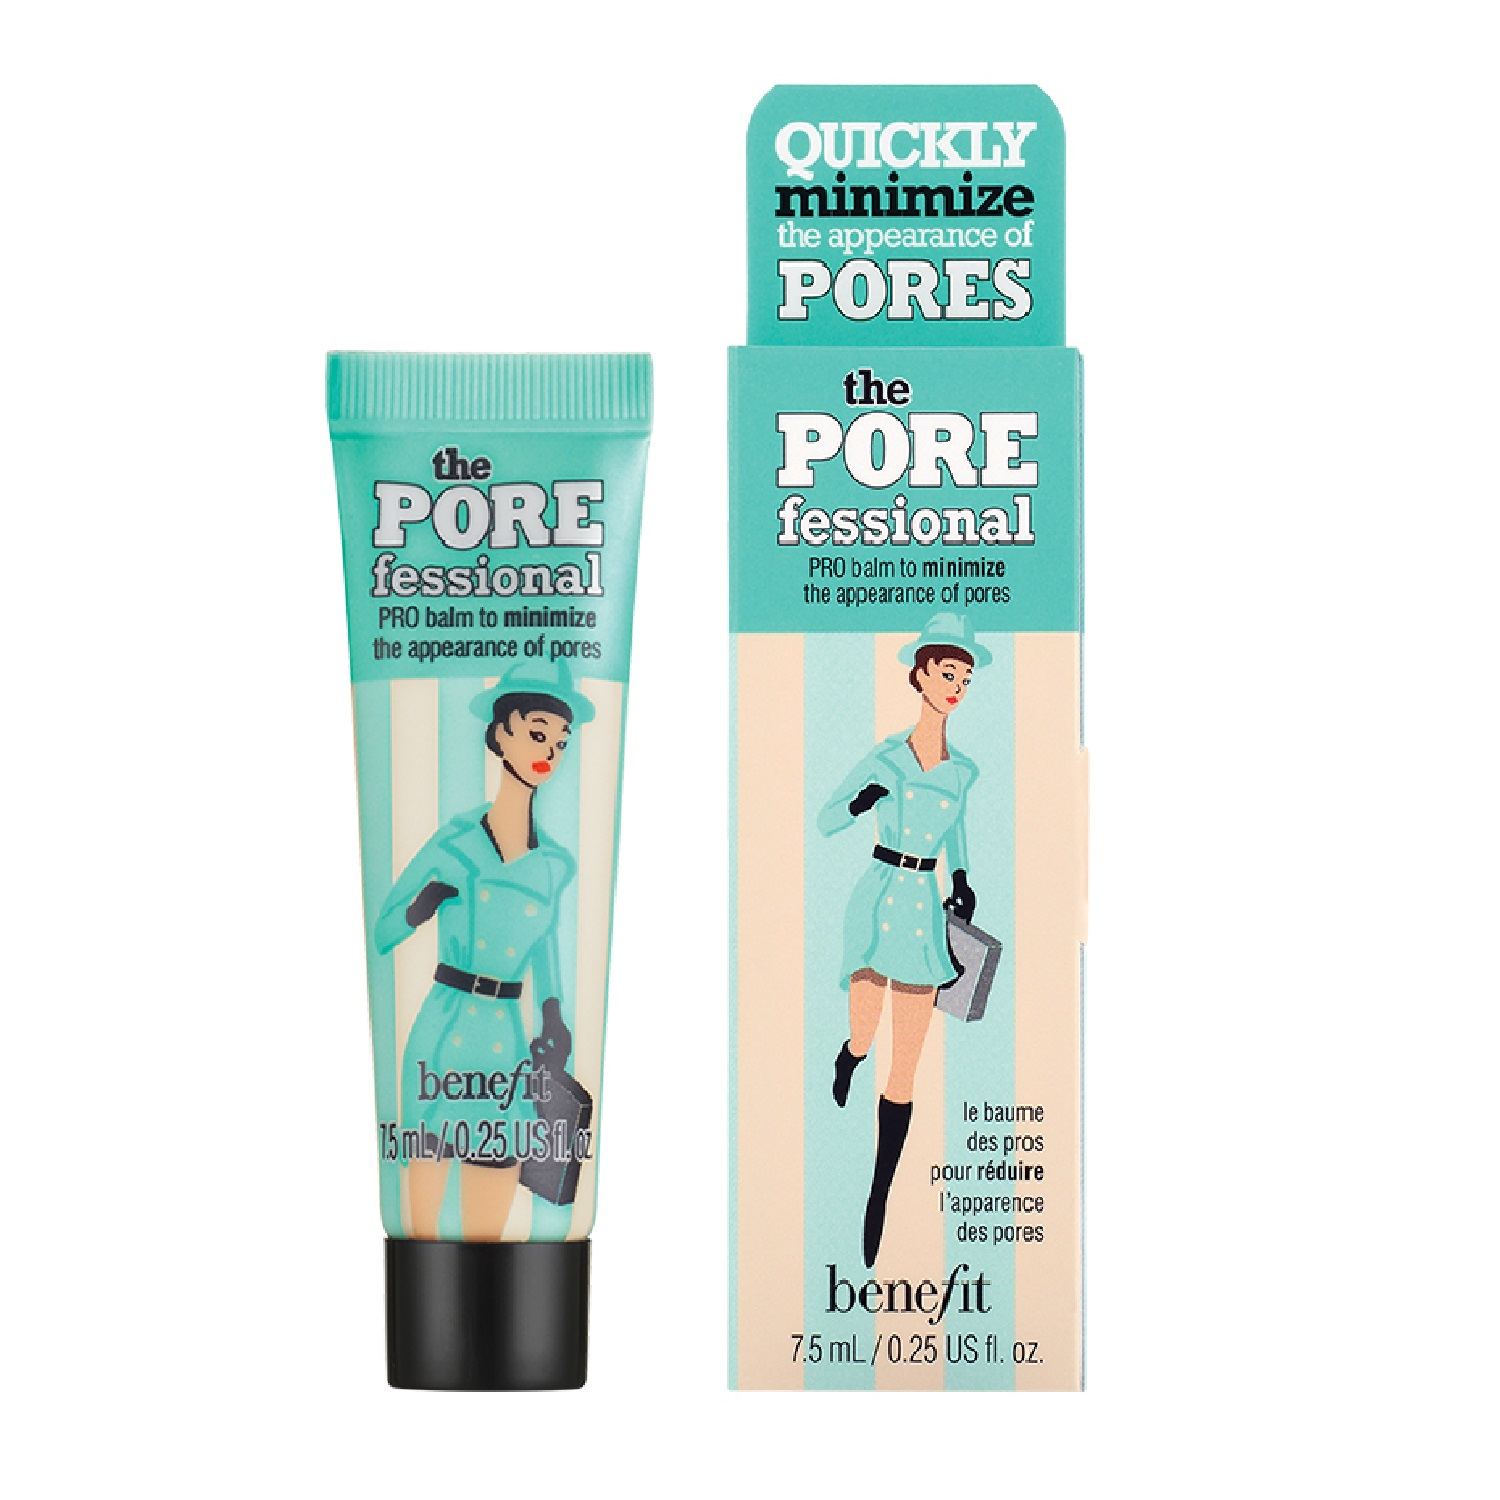 the
PORE
fessional
PRO balm to minimize
the appearance of pores
benefit
7.5 mL / 0.25 US fl. oz
QUICKLY
minimize
the appearance of
PORES
the
PORE
fessional
PRO balm to minimize
the appearance of pores
le baume
des pros
pour réduire
l'apparence
des pores
benefit
7.5 mL / 0.25 US fl. oz.